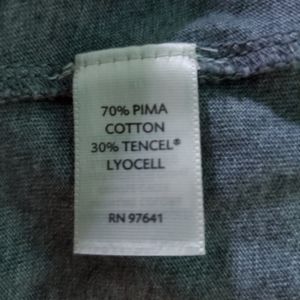 70% PIMA
COTTON
30% TENCEL®
LYOCELL
RN 97641